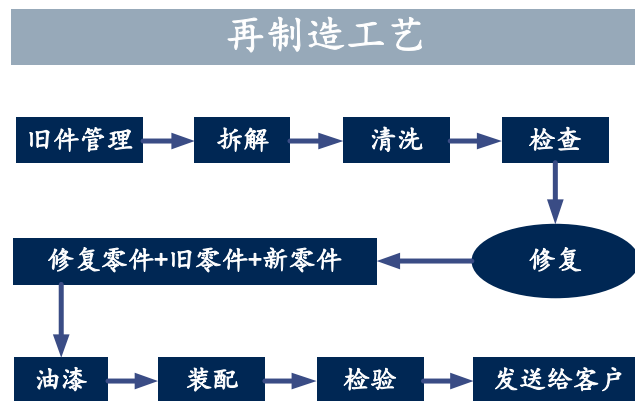 再制造工艺
旧件管理
拆解
清洗
检查
修复
修复零件+旧零件+新零件
油漆
装配
检验
发送给客户